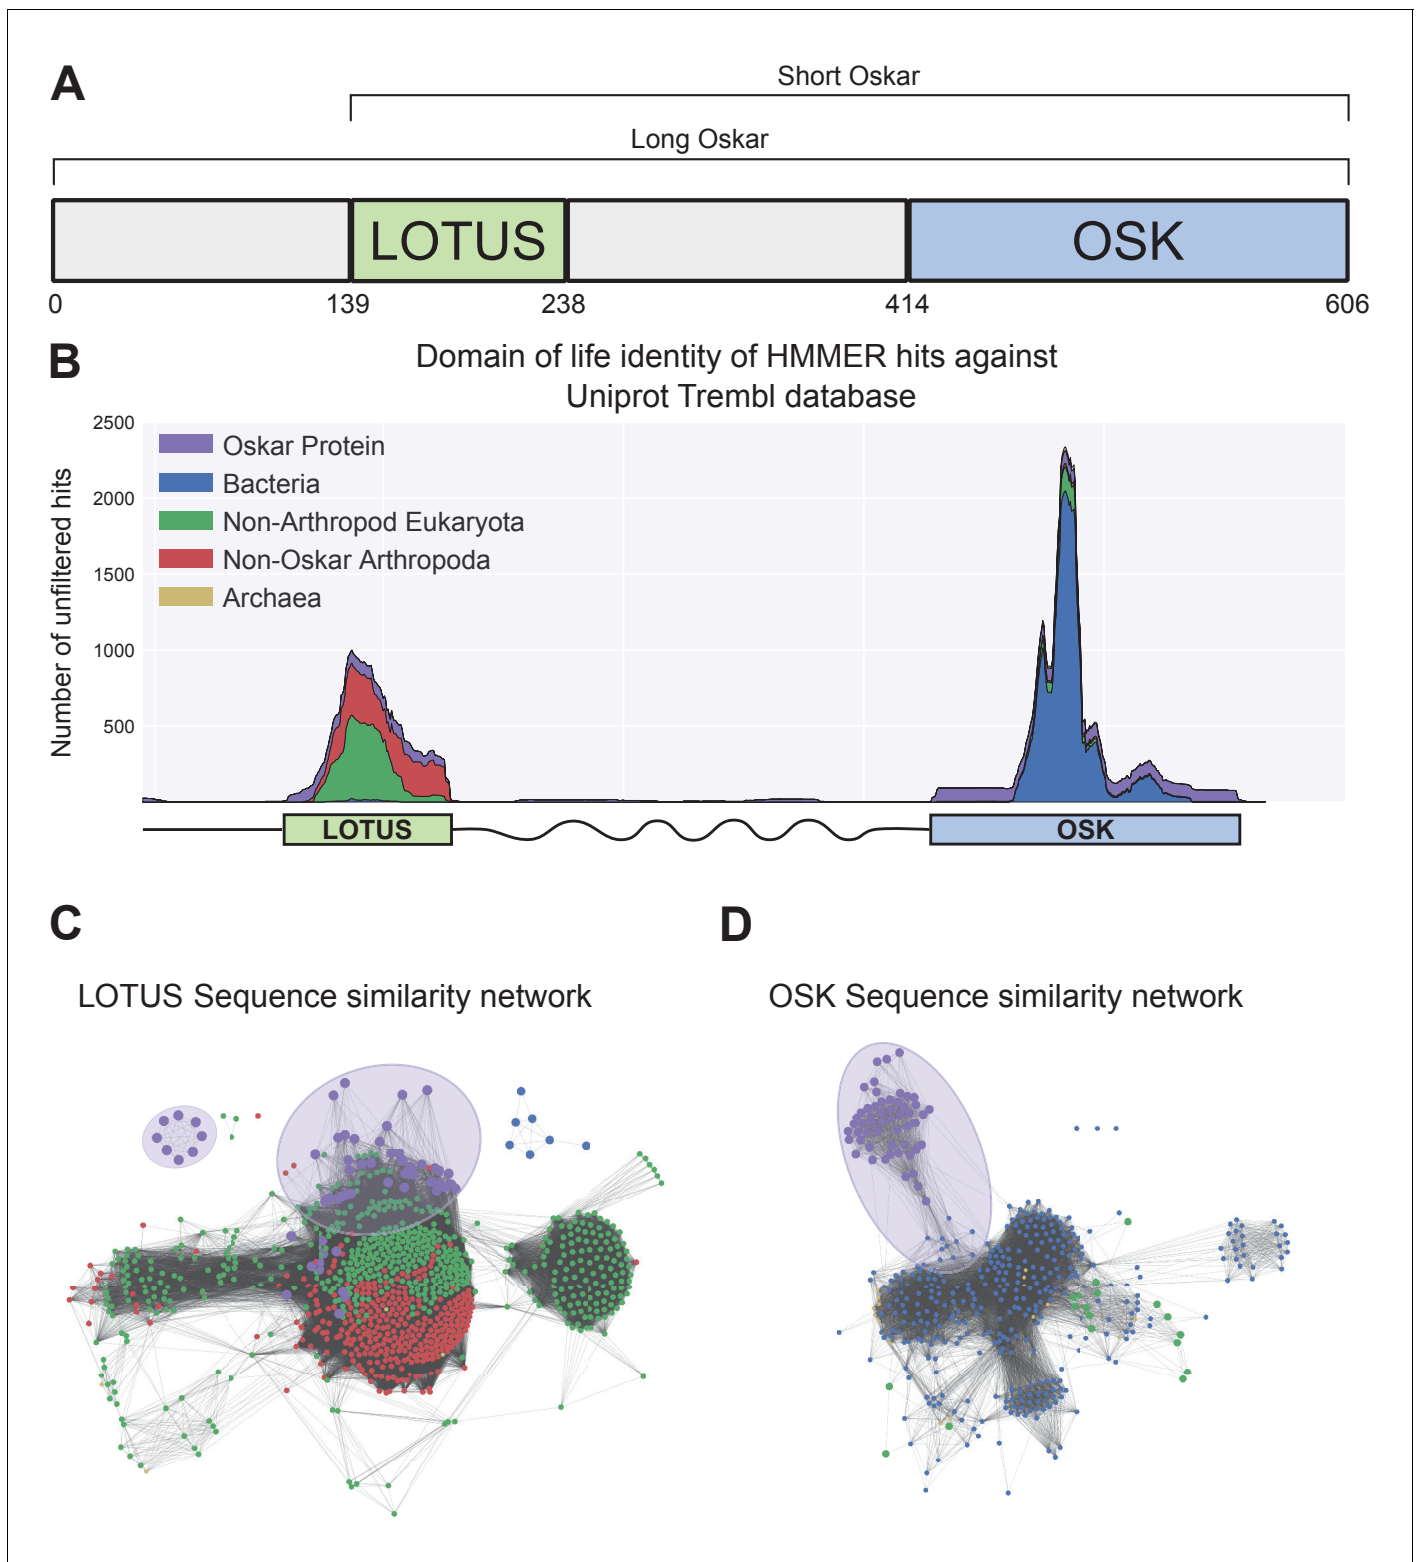 A
Short Oskar
Long Oskar
LOTUS
OSK
0
139
238
414
606
B
Domain of life identity of HMMER hits against
Uniprot Trembl database
Number of unfiltered hits
2500
2000
1500
1000
500
Oskar Protein
Bacteria
Non-Arthropod Eukaryota
Non-Oskar Arthropoda
Archaea
LOTUS
OSK
C
LOTUS Sequence similarity network
D
OSK Sequence similarity network